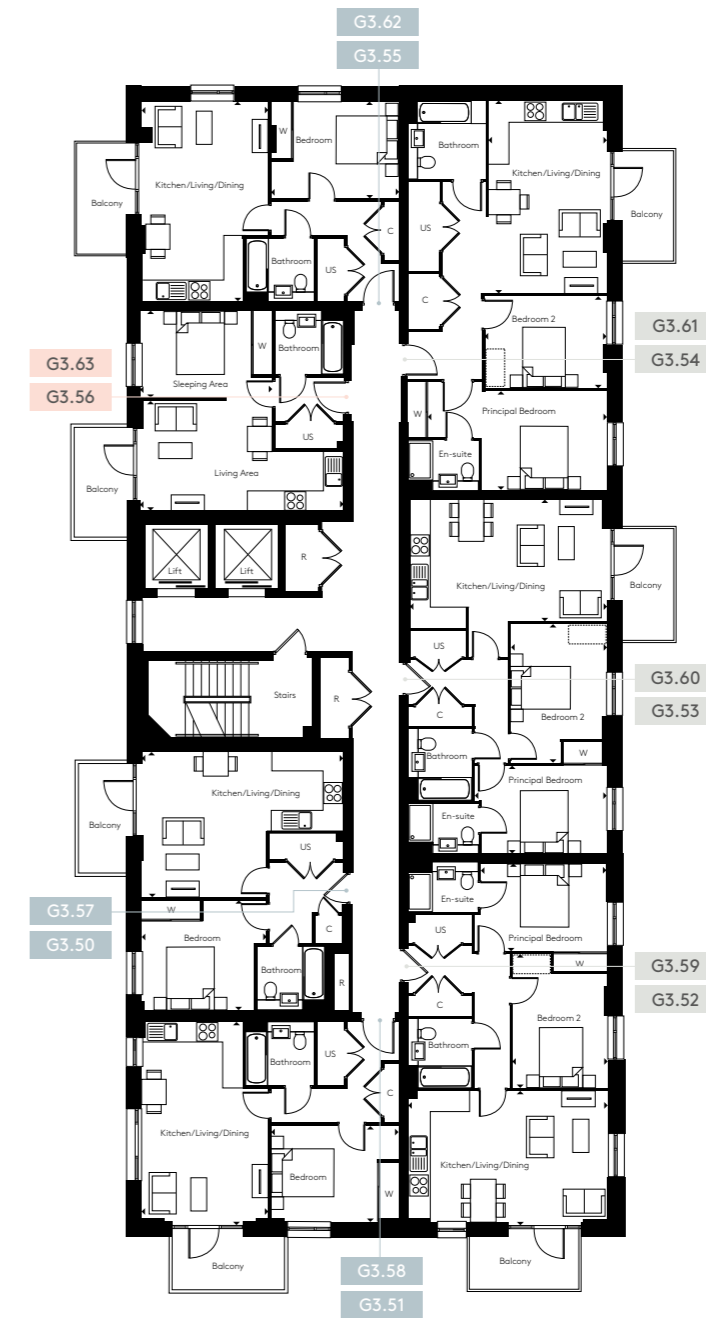 G3.62
G3.55
W
Bedroom
Bathroom
Kitchen/Living/Dining
Kitchen/Living/Dining
Balcony
Balcony
US
C
Bathroom
US
C
Bedroom 2
G3.61
G3.54
G3.63
G3.56
W
Bathroom
Sleeping Area
US
Living Area
Balcony
W
Principal Bedroom
En-suite
Lift
Lift
R
Kitchen/Living/Dining
Balcony
US
G3.60
G3.53
Stairs
R
C
Bedroom 2
W
Bathroom
Principal Bedroom
En-suite
Kitchen/Living/Dining
Balcony
US
G3.57
G3.50
W
C
Bedroom
Bathroom
R
En-suite
US
Principal Bedroom
W
G3.59
G3.52
C
Bedroom 2
Bathroom
Bathroom
US
C
Kitchen/Living/Dining
Bedroom
W
Kitchen/Living/Dining
Balcony
Balcony
G3.58
G3.51